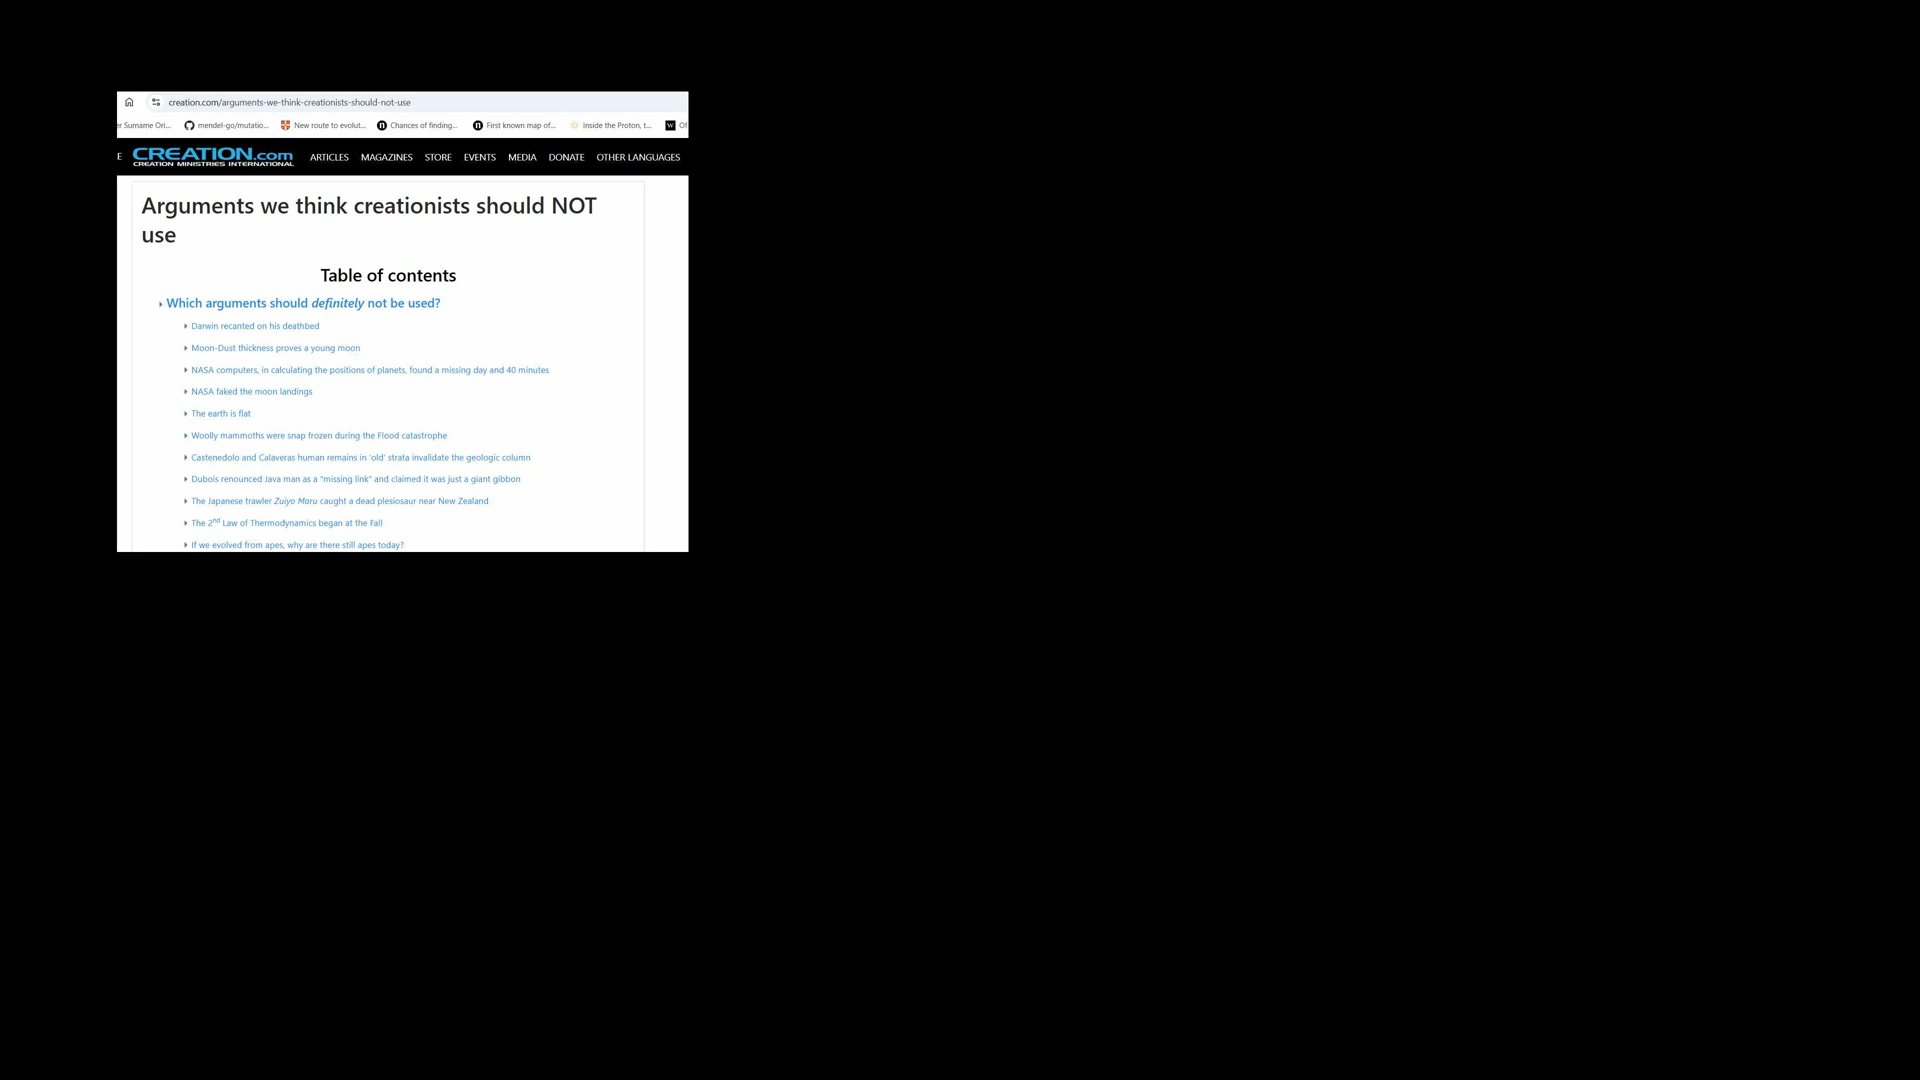 creation.com/arguments-we-think-creationists-should-not-use
er Surname Ori... mendel-go/mutatio... New route to evolut... Chances of finding... First known map of... Inside the Proton, t... Of
E CREATION.com ARTICLES MAGAZINES STORE EVENTS MEDIA DONATE OTHER LANGUAGES
CREATION MINISTRIES INTERNATIONAL
Arguments we think creationists should NOT
use
Table of contents
Which arguments should definitely not be used?
Darwin recanted on his deathbed
Moon-Dust thickness proves a young moon
NASA computers, in calculating the positions of planets, found a missing day and 40 minutes
NASA faked the moon landings
The earth is flat
Woolly mammoths were snap frozen during the Flood catastrophe
Castenedolo and Calaveras human remains in ‘old’ strata invalidate the geologic column
Dubois renounced Java man as a “missing link” and claimed it was just a giant gibbon
The Japanese trawler Zuiyo Maru caught a dead plesiosaur near New Zealand
The 2nd Law of Thermodynamics began at the Fall
If we evolved from apes, why are there still apes today?